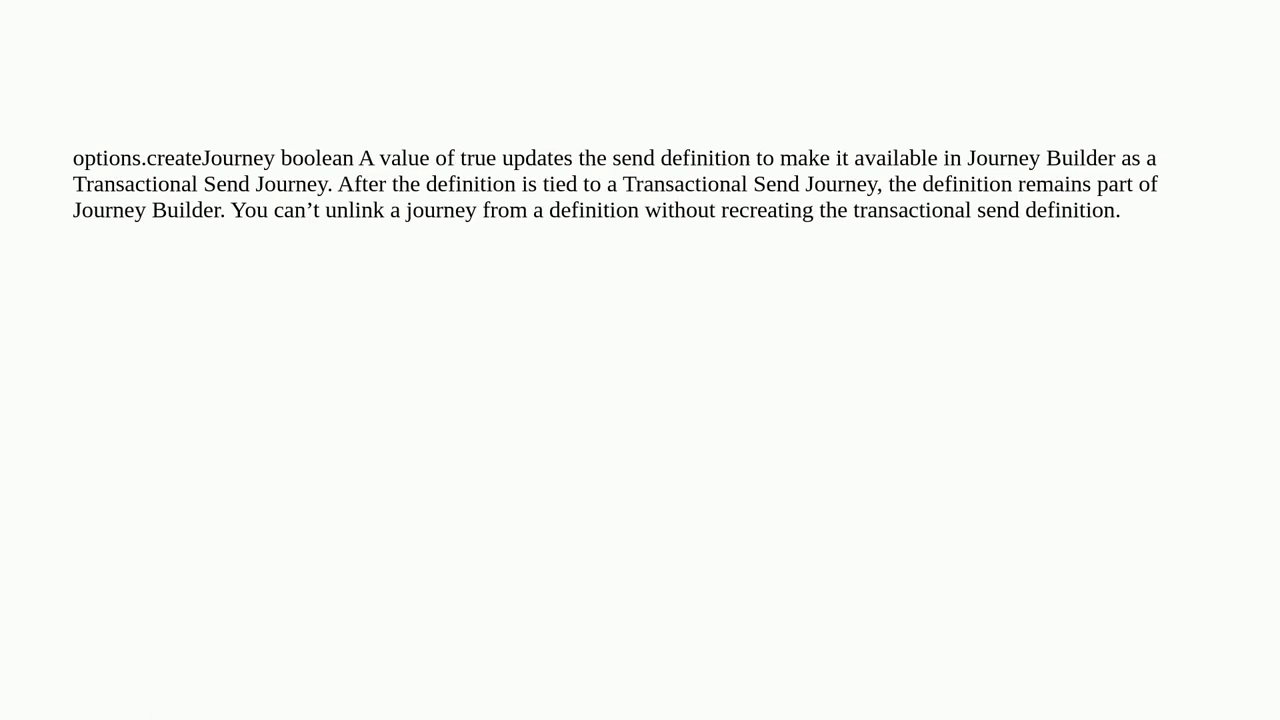 options.createJourney boolean A value of true updates the send definition to make it available in Journey Builder as a
Transactional Send Journey. After the definition is tied to a Transactional Send Journey, the definition remains part of
Journey Builder. You can’t unlink a journey from a definition without recreating the transactional send definition.